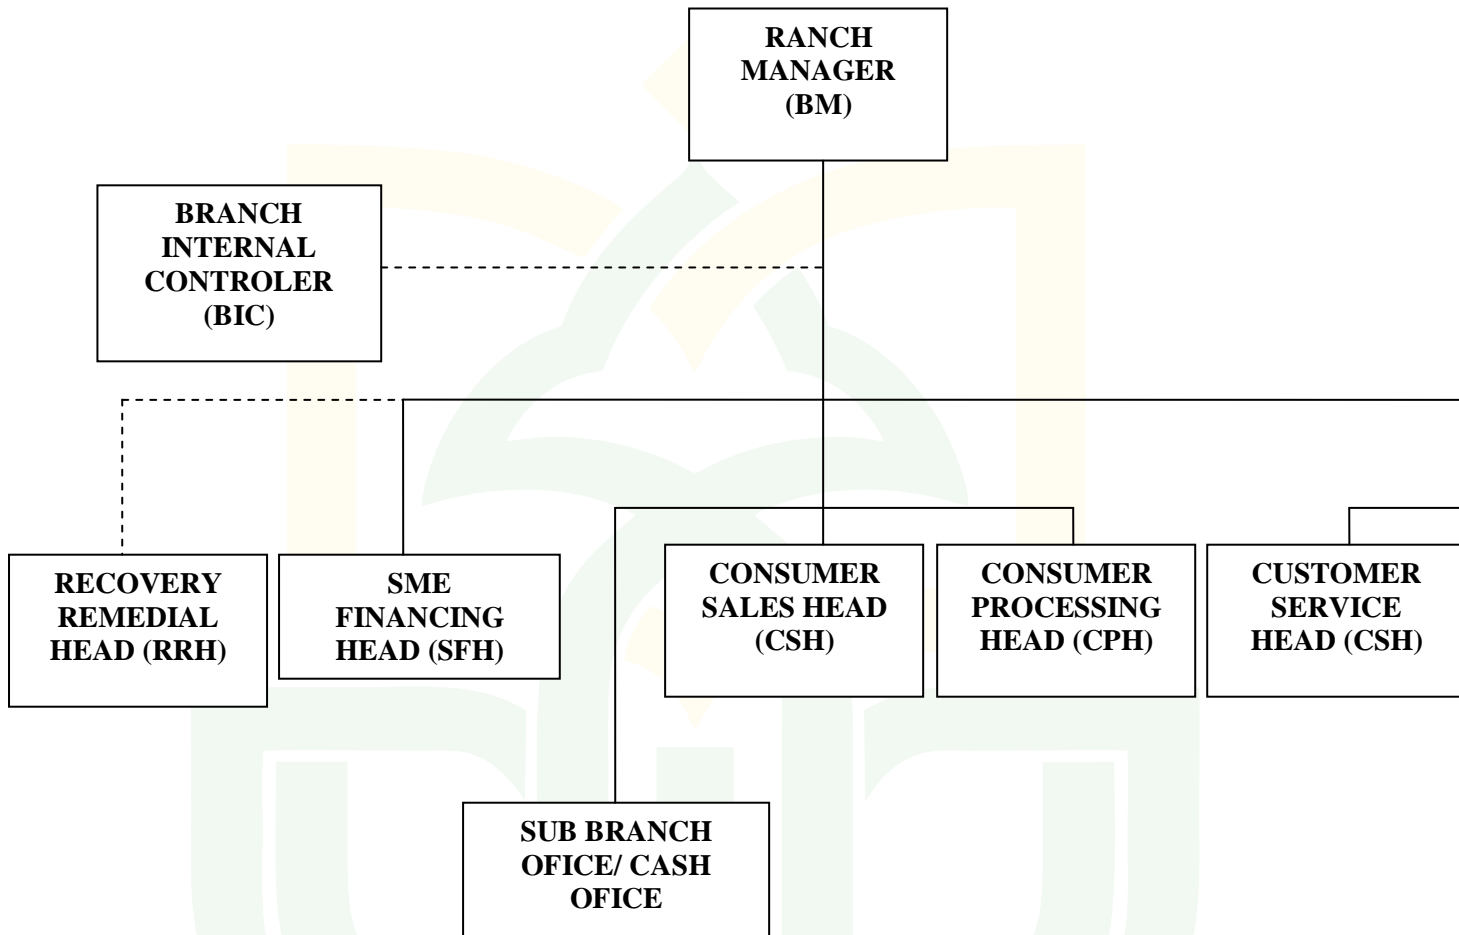 RANCH
MANAGER
(BM)
BRANCH
INTERNAL
CONTROLER
(BIC)
RECOVERY
REMEDIAL
HEAD (RRH)
SME
FINANCING
HEAD (SFH)
CONSUMER
SALES HEAD
(CSH)
CONSUMER
PROCESSING
HEAD (CPH)
CUSTOMER
SERVICE
HEAD (CSH)
SUB BRANCH
OFICE/ CASH
OFICE